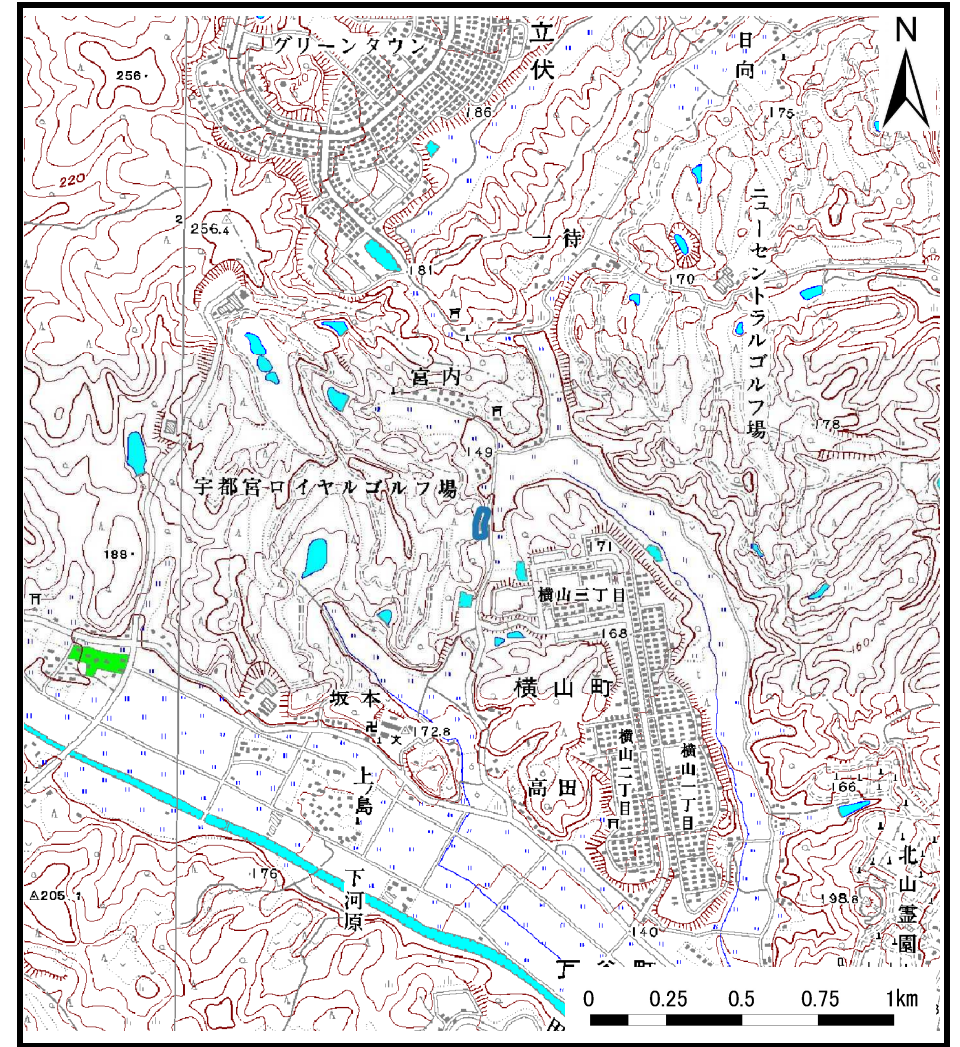 グリーンタウン
立伏
日向
N
256
186
175
220
2
256.4
一待
181
170
ニューセントラルゴルフ場
宮内
178
149
宇都宮ロイヤルゴルフ場
188
171
横山三丁目
168
160
坂本
横山町
172.8
横山二丁目
横山一丁目
上ノ島
高田
166
176
下河原
205.1
198.8
北山霊園
140
0 0.25 0.5 0.75 1km